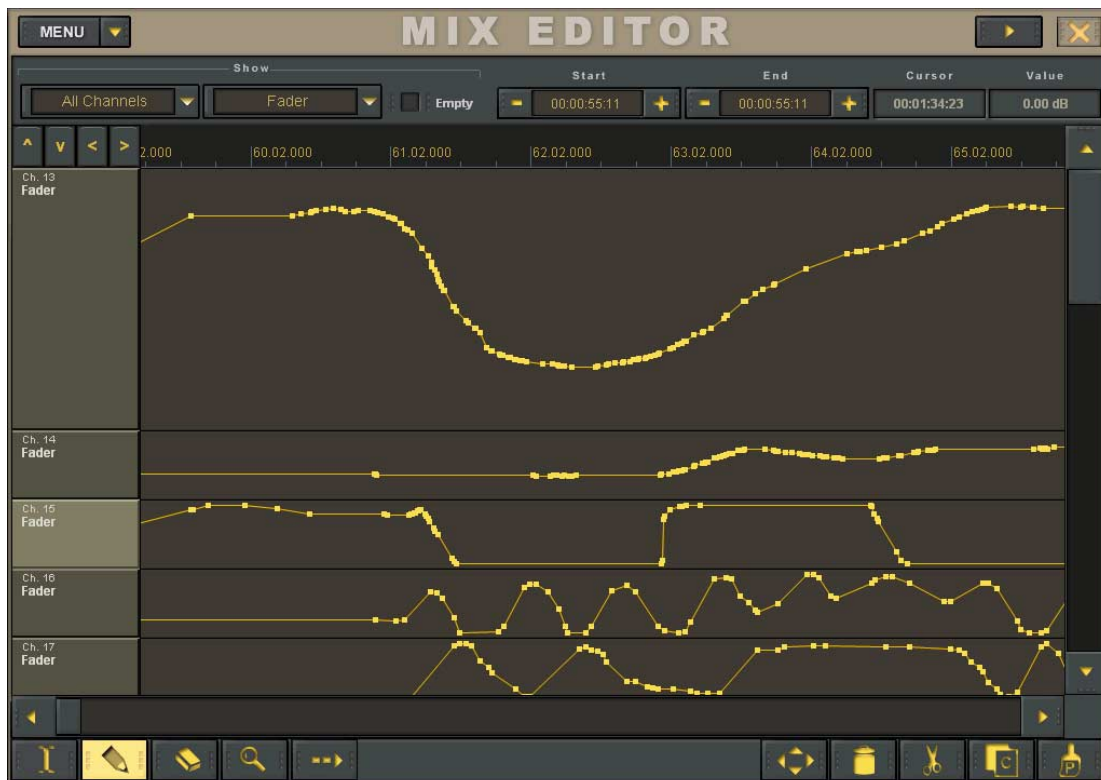 MENU
MIX EDITOR
Show
Start
End
Cursor
Value
All Channels
Fader
Empty
00:00:55:11
00:00:55:11
00:01:34:23
0.00 dB
^ v < >
2.000 60.02.000 61.02.000 62.02.000 63.02.000 64.02.000 65.02.000
Ch. 13
Fader
Ch. 14
Fader
Ch. 15
Fader
Ch. 16
Fader
Ch. 17
Fader
C
P